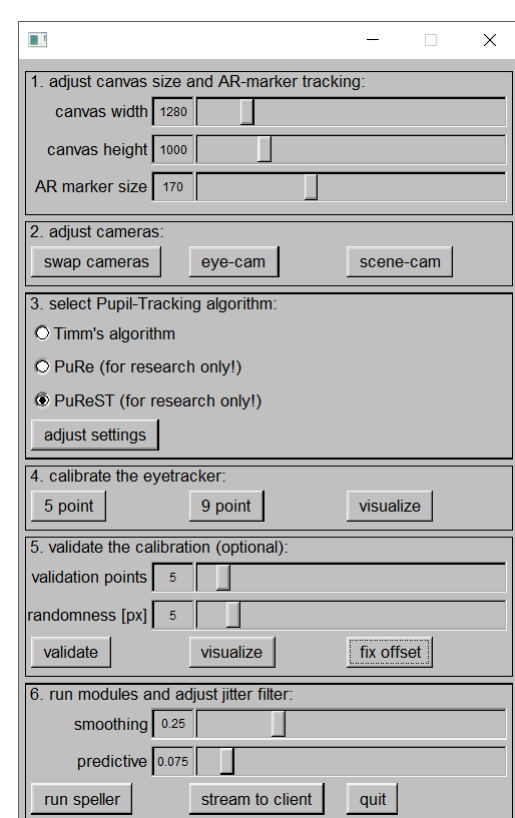 1. adjust canvas size and AR-marker tracking:
canvas width 1280
canvas height 1000
AR marker size 170
2. adjust cameras:
swap cameras eye-cam scene-cam
3. select Pupil-Tracking algorithm:
Timm's algorithm
PuRe (for research only!)
PuReST (for research only!)
adjust settings
4. calibrate the eyetracker:
5 point 9 point visualize
5. validate the calibration (optional):
validation points 5
randomness [px] 5
validate visualize fix offset
6. run modules and adjust jitter filter:
smoothing 0.25
predictive 0.075
run speller stream to client quit